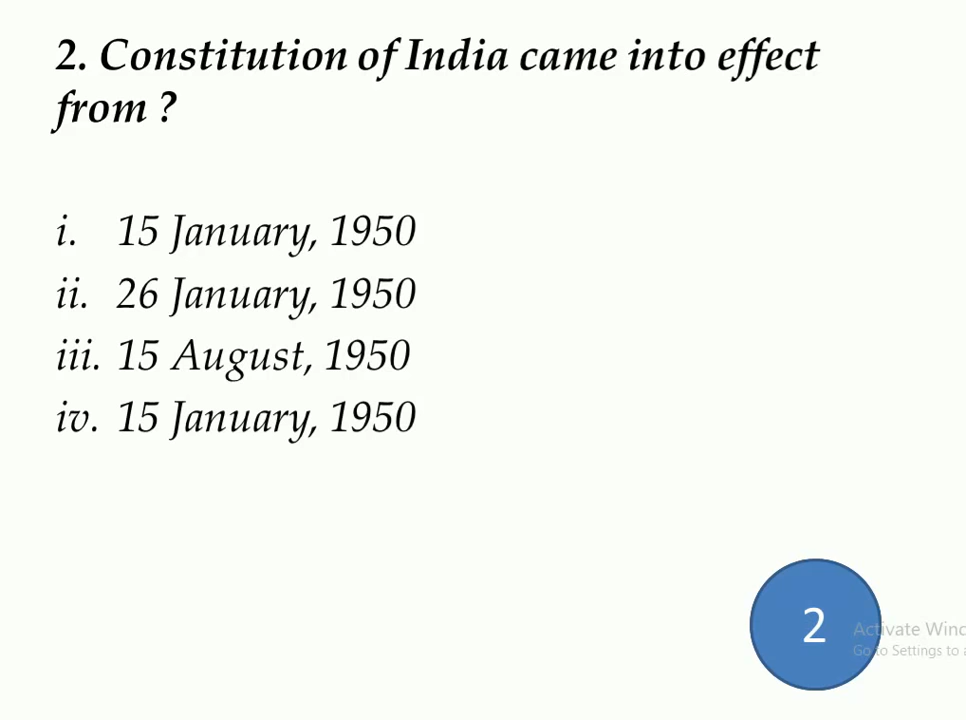 2. Constitution of India came into effect
from ?
i. 15 January, 1950
ii. 26 January, 1950
iii. 15 August, 1950
iv. 15 January, 1950
2
Activate Winc
Go to Settings to a